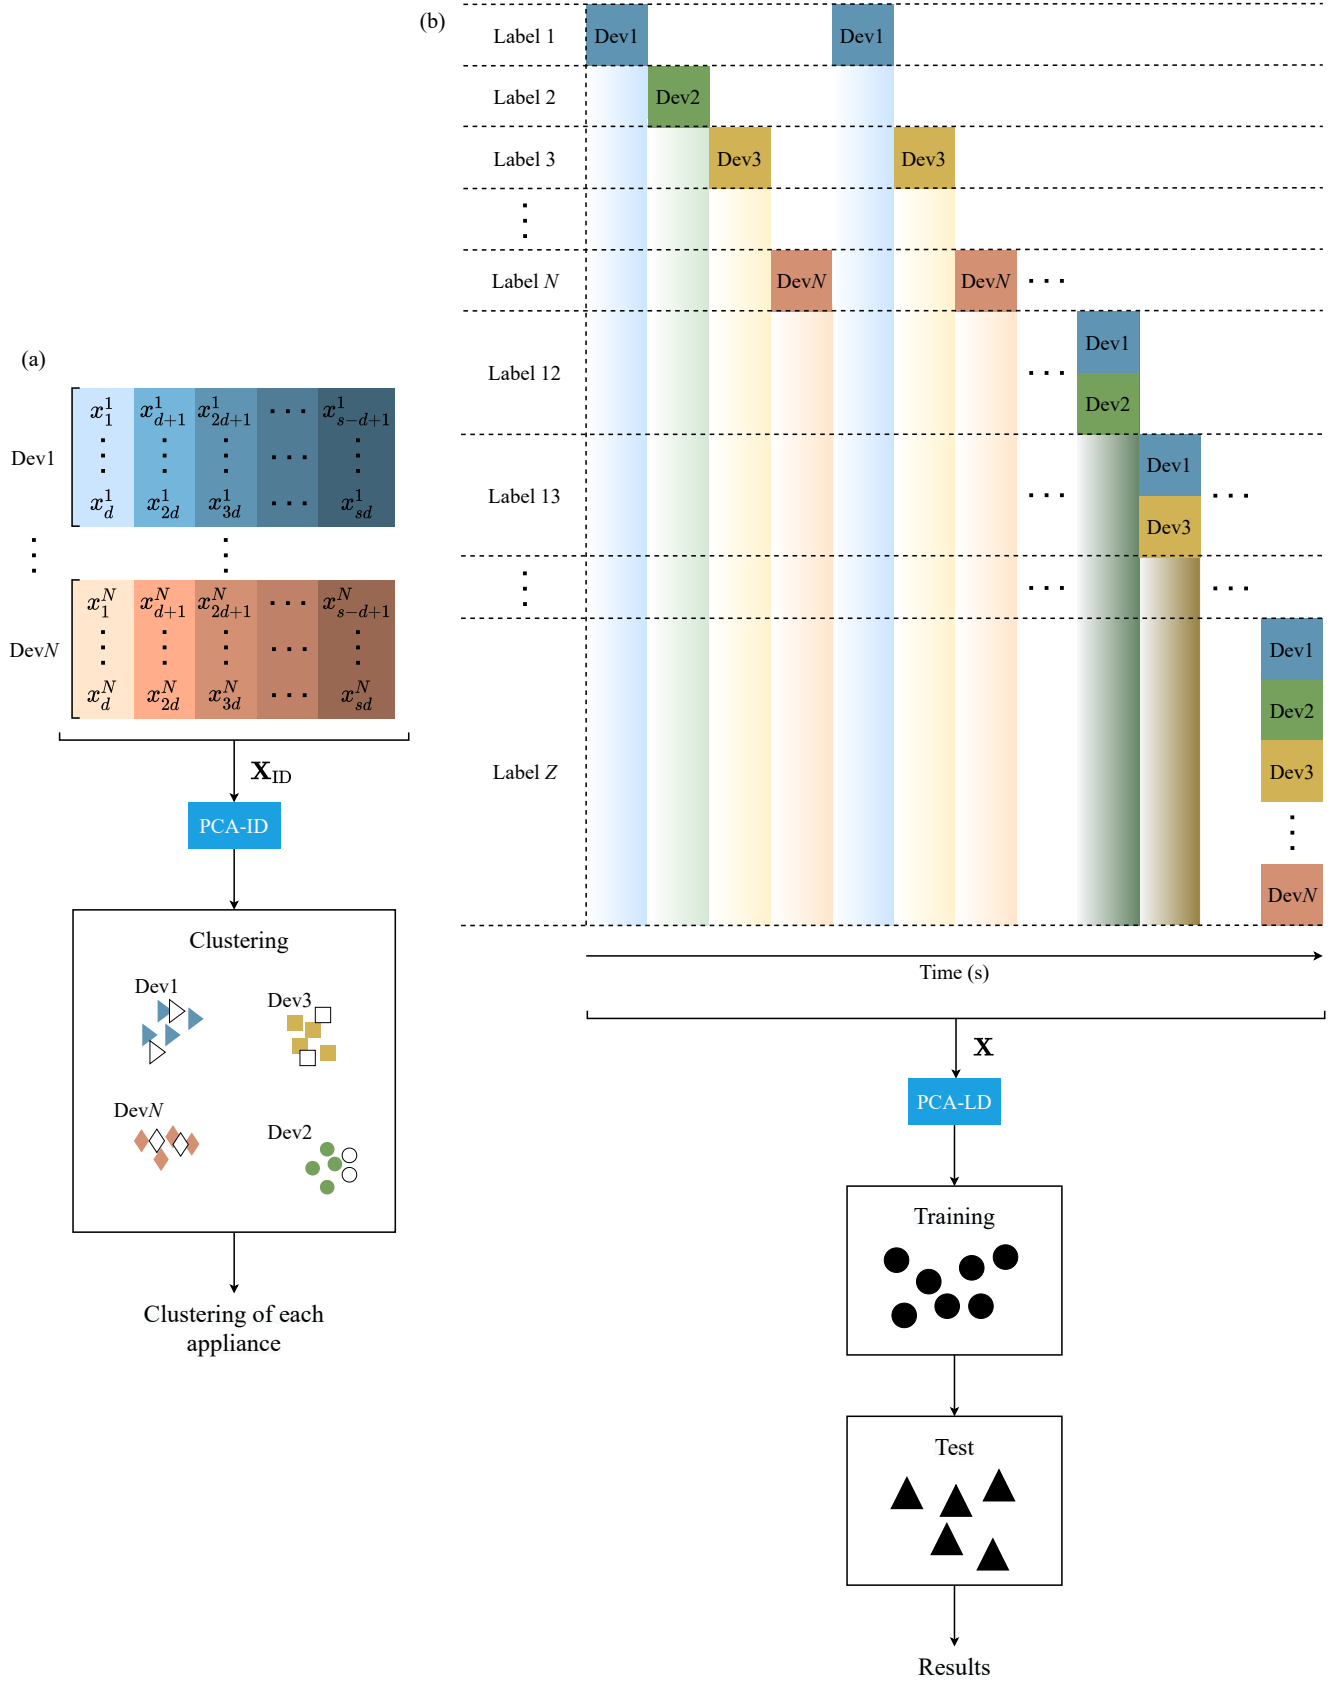 (a)
Dev1
x_1^1 x_{d+1}^1 x_{2d+1}^1 ⋯ x_{s−d+1}^1
⋮ ⋮ ⋮ ⋯ ⋮
x_d^1 x_{2d}^1 x_{3d}^1 ⋯ x_{sd}^1
⋮ ⋮
DevN
x_1^N x_{d+1}^N x_{2d+1}^N ⋯ x_{s−d+1}^N
⋮ ⋮ ⋮ ⋯ ⋮
x_d^N x_{2d}^N x_{3d}^N ⋯ x_{sd}^N
X_ID
PCA-ID
Clustering
Dev1
Dev3
DevN
Dev2
Clustering of each
appliance
(b)
Label 1 Dev1 Dev1
Label 2 Dev2
Label 3 Dev3 Dev3
⋮
Label N DevN DevN ⋯
Label 12 ⋯ Dev1
Dev2
Label 13 ⋯ Dev1 ⋯
Dev3
⋮ ⋯ ⋯
Label Z
Dev1
Dev2
Dev3
⋮
DevN
Time (s)
X
PCA-LD
Training
Test
Results